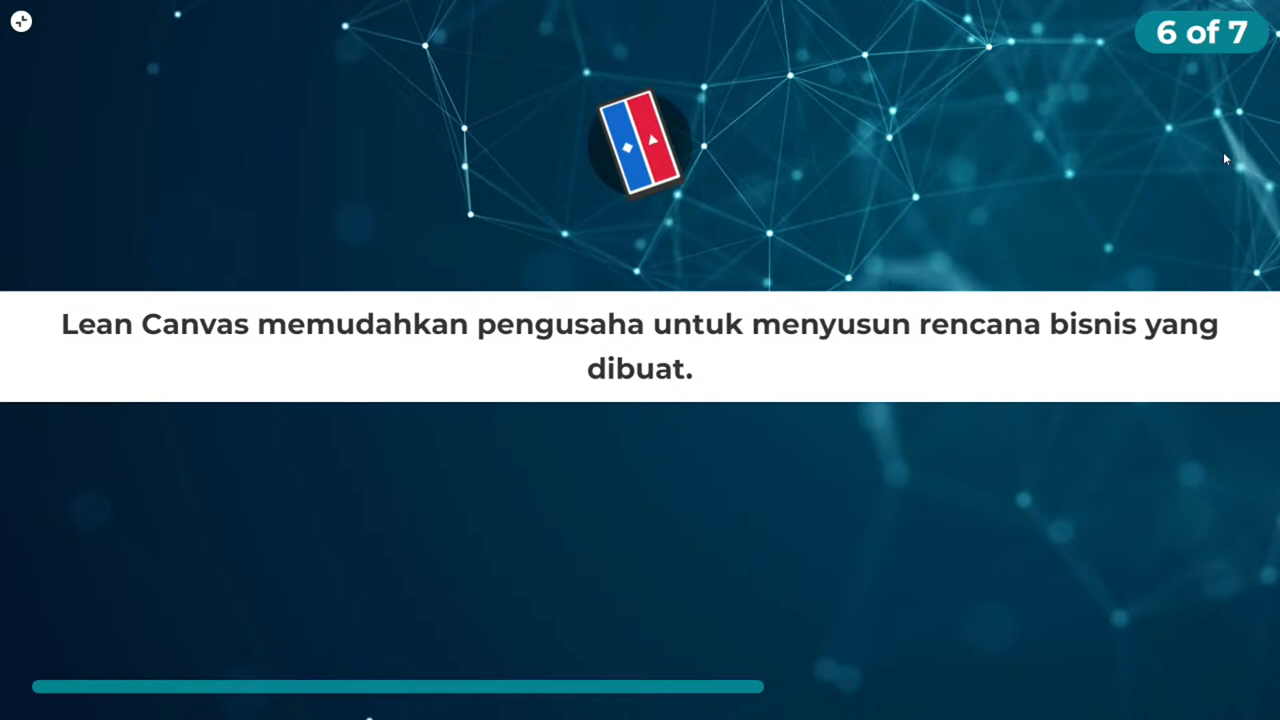 6 of 7
Lean Canvas memudahkan pengusaha untuk menyusun rencana bisnis yang
dibuat.